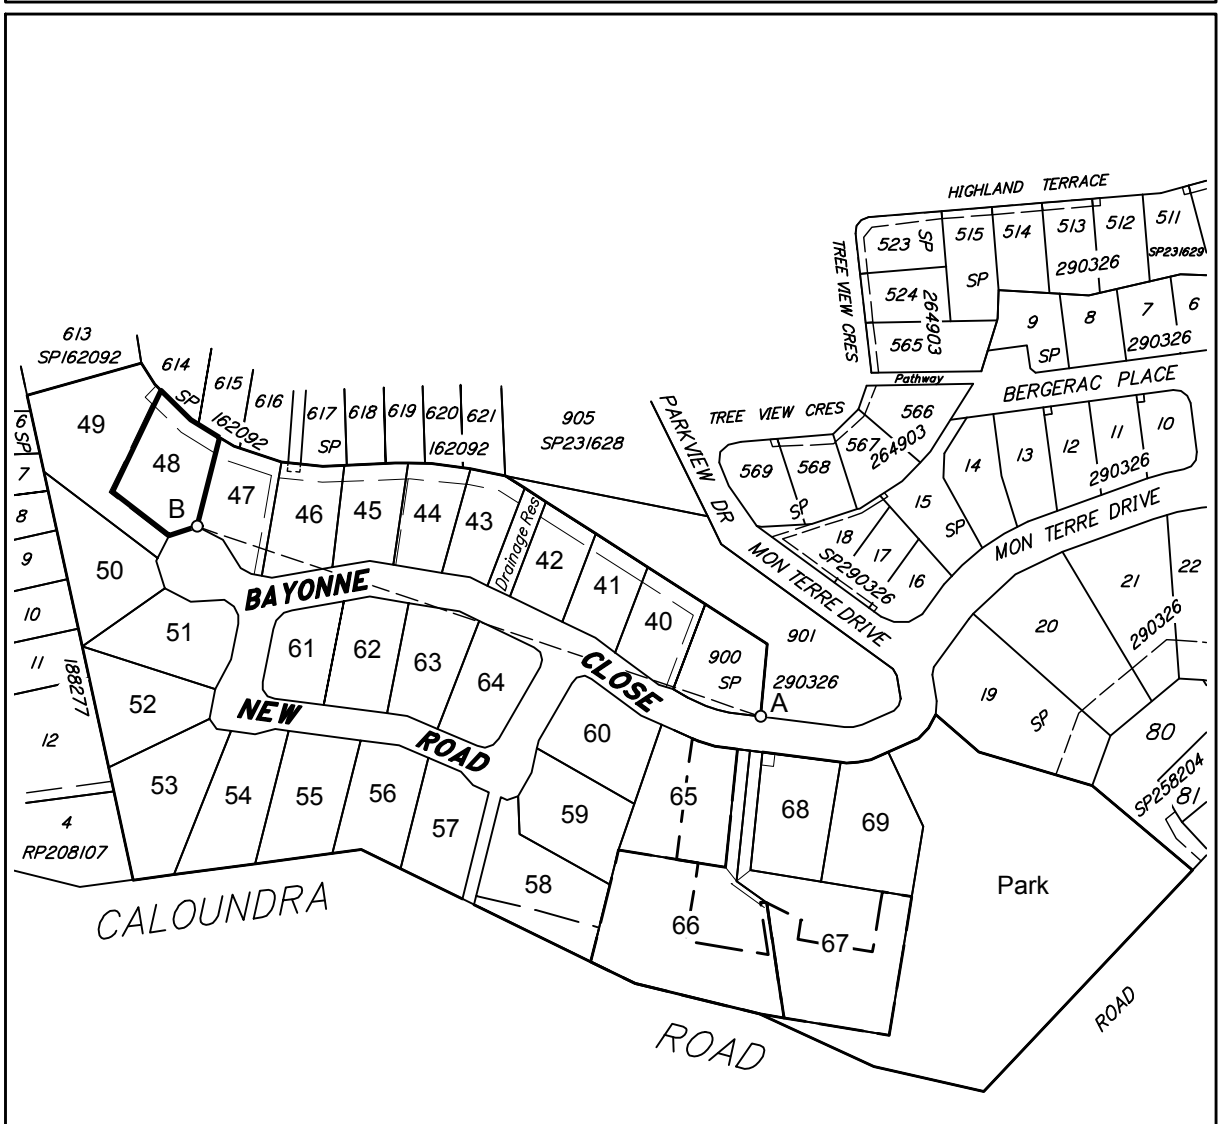 HIGHLAND TERRACE
TREE VIEW CRES
523
SP
515
514
513
512
511
SP231629
SP
290326
524
264903
565
9
8
7
6
SP
290326
Pathway
BERGERAC PLACE
613
SP162092
614
SP
162092
615
616
617
618
619
620
621
SP
162092
905
SP231628
PARKVIEW DR
TREE VIEW CRES
566
567
264903
568
569
SP
14
13
12
11
10
290326
15
SP
MON TERRE DRIVE
18
17
16
SP290326
MON TERRE DRIVE
6
SP
7
8
9
10
11
12
188277
4
RP208107
49
48
B
47
46
45
44
43
Drainage Res
42
41
40
900
SP
290326
901
A
50
51
52
53
54
55
56
57
58
59
60
61
62
63
64
BAYONNE
CLOSE
NEW
ROAD
65
66
67
68
69
19
20
21
22
SP
290326
80
SP258204
81
Park
CALOUNDRA
ROAD
ROAD